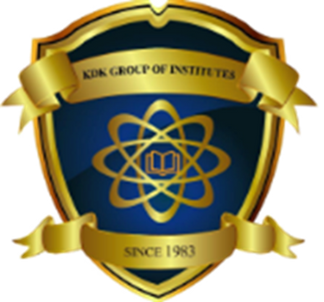 KDK GROUP OF INSTITUTES
SINCE 1983